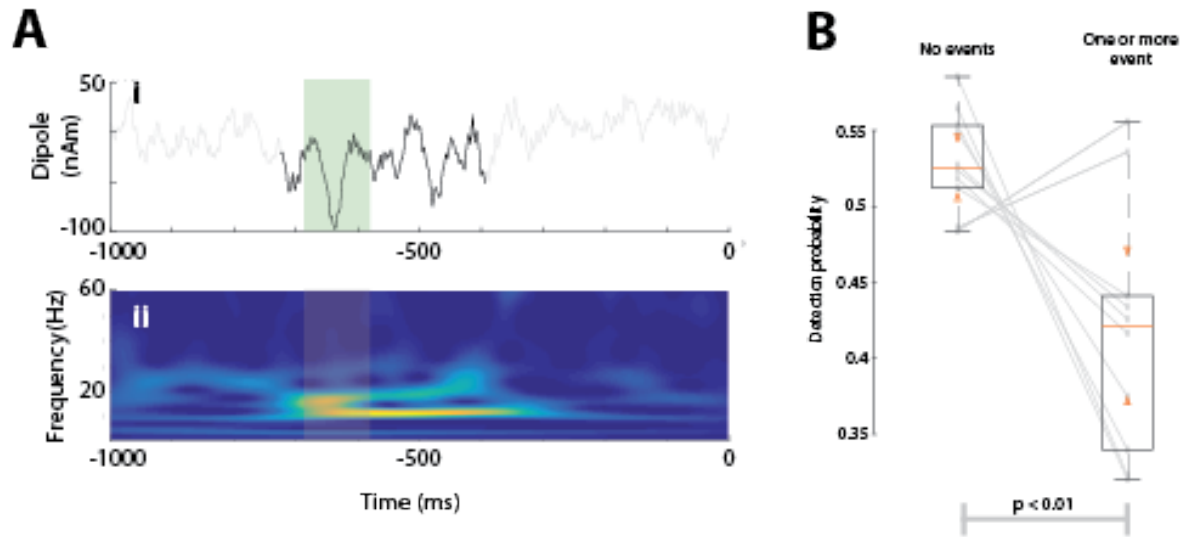 A
i
50
Dipole
(nAm)
-100
-1000
-500
0
ii
60
Frequency(Hz)
20
-1000
-500
0
Time (ms)
B
No events
One or more
event
0.55
0.5
0.45
0.4
0.35
Detection probability
p < 0.01